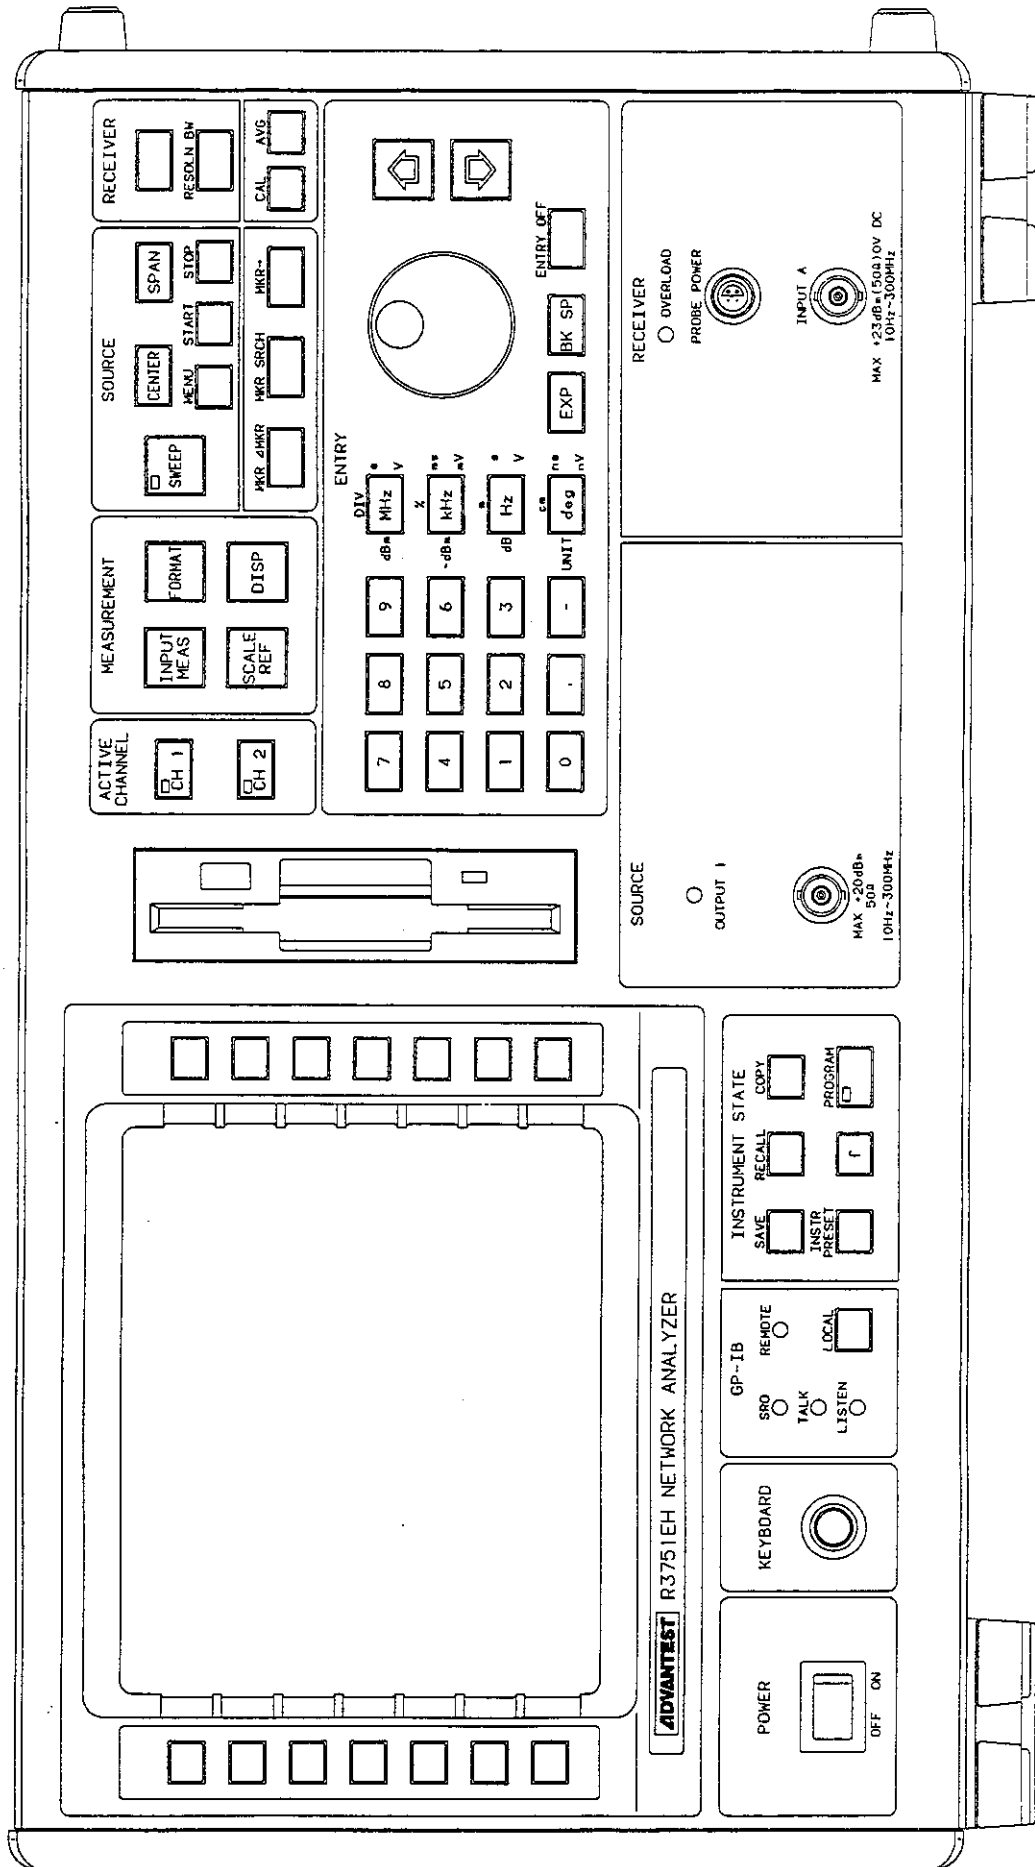 ADVANTEST R3751EH NETWORK ANALYZER
POWER
OFF ON
KEYBOARD
GP-IB
SRQ
REMOTE
TALK
LISTEN
LOCAL
INSTRUMENT STATE
SAVE
RECALL
COPY
INSTR
PRESET
PROGRAM
ACTIVE
CHANNEL
CH 1
CH 2
MEASUREMENT
INPUT
MEAS
FORMAT
SCALE
REF
DISP
SOURCE
SWEEP
CENTER
SPAN
MENU
START
STOP
RECEIVER
RESOLN BW
MKR ⊿MKR
MKR SRCH
MKR→
CAL
AVG
ENTRY
7
8
9
dBm
DIV
MHz
s
V
4
5
6
-dBm
%
kHz
ms
mV
1
2
3
dB
m
Hz
s
V
0
.
-
UNIT
cm
deg
ns
nV
EXP
BK SP
ENTRY OFF
SOURCE
OUTPUT 1
MAX +20dBm
50Ω
10Hz~300MHz
RECEIVER
OVERLOAD
PROBE POWER
INPUT A
MAX +23dBm(50Ω)0V DC
10Hz~300MHz